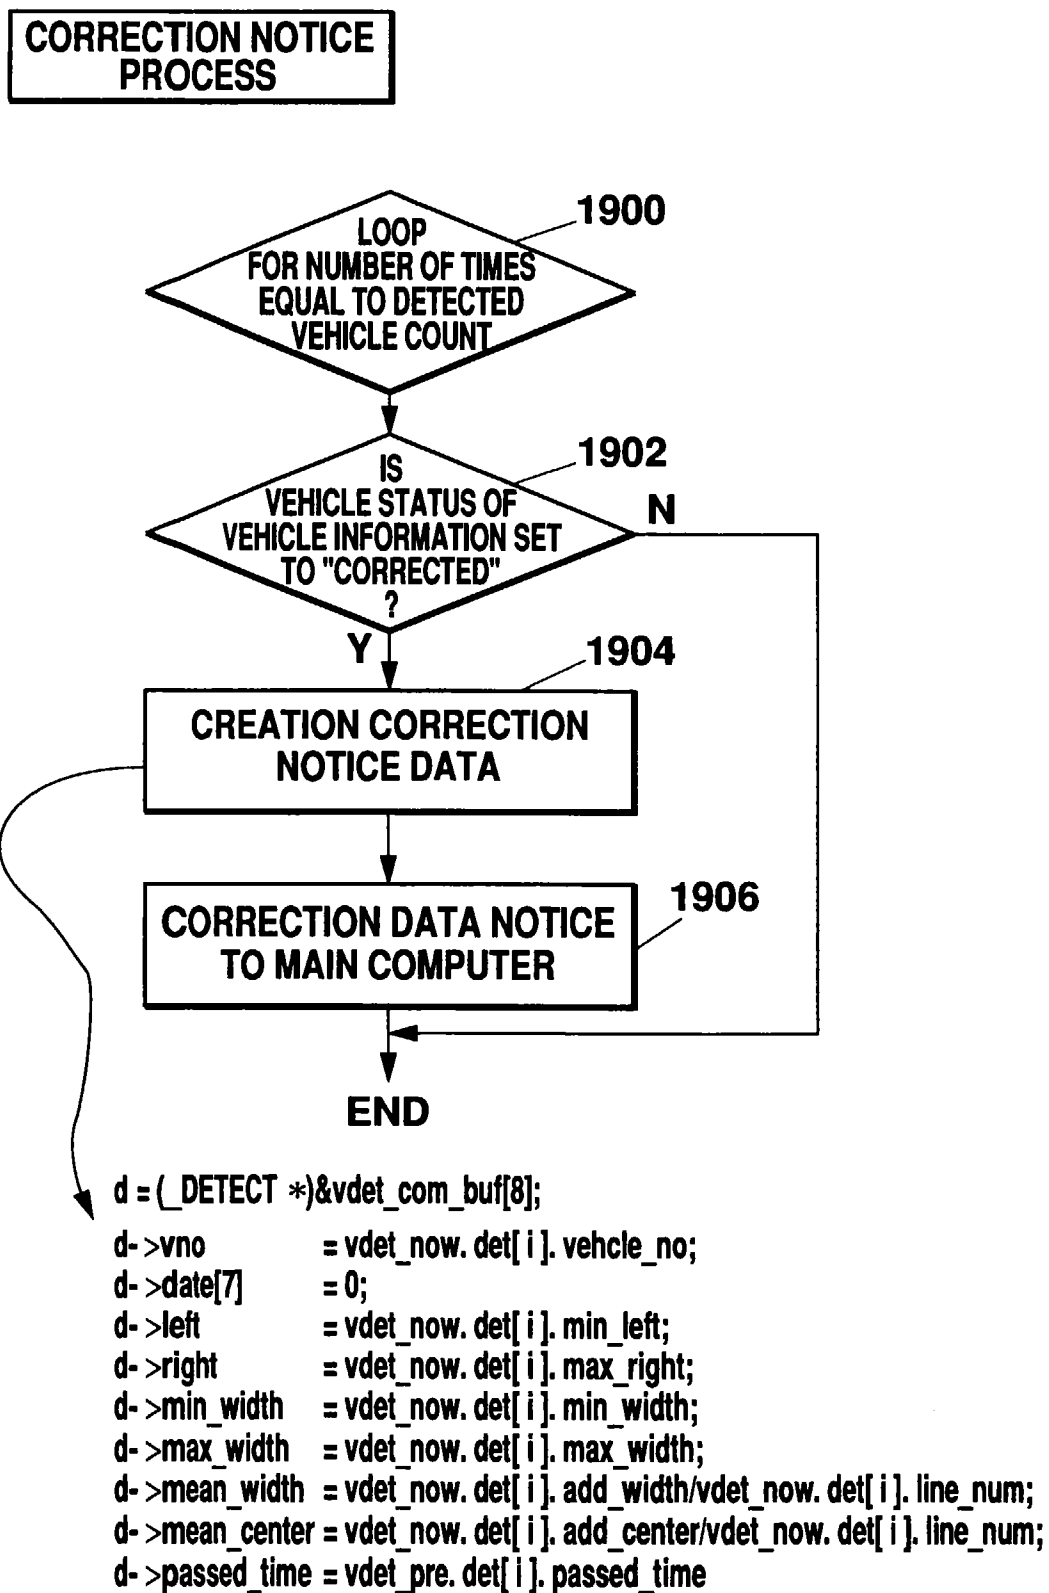 CORRECTION NOTICE
PROCESS
1900
LOOP
FOR NUMBER OF TIMES
EQUAL TO DETECTED
VEHICLE COUNT
1902
IS
VEHICLE STATUS OF
VEHICLE INFORMATION SET
TO "CORRECTED"
?
N
Y
1904
CREATION CORRECTION
NOTICE DATA
1906
CORRECTION DATA NOTICE
TO MAIN COMPUTER
END
d = (_DETECT *)&vdet_com_buf[8];
d- >vno = vdet_now. det[ i ]. vehcle_no;
d- >date[7] = 0;
d- >left = vdet_now. det[ i ]. min_left;
d- >right = vdet_now. det[ i ]. max_right;
d- >min_width = vdet_now. det[ i ]. min_width;
d- >max_width = vdet_now. det[ i ]. max_width;
d- >mean_width = vdet_now. det[ i ]. add_width/vdet_now. det[ i ]. line_num;
d- >mean_center = vdet_now. det[ i ]. add_center/vdet_now. det[ i ]. line_num;
d- >passed_time = vdet_pre. det[ i ]. passed_time